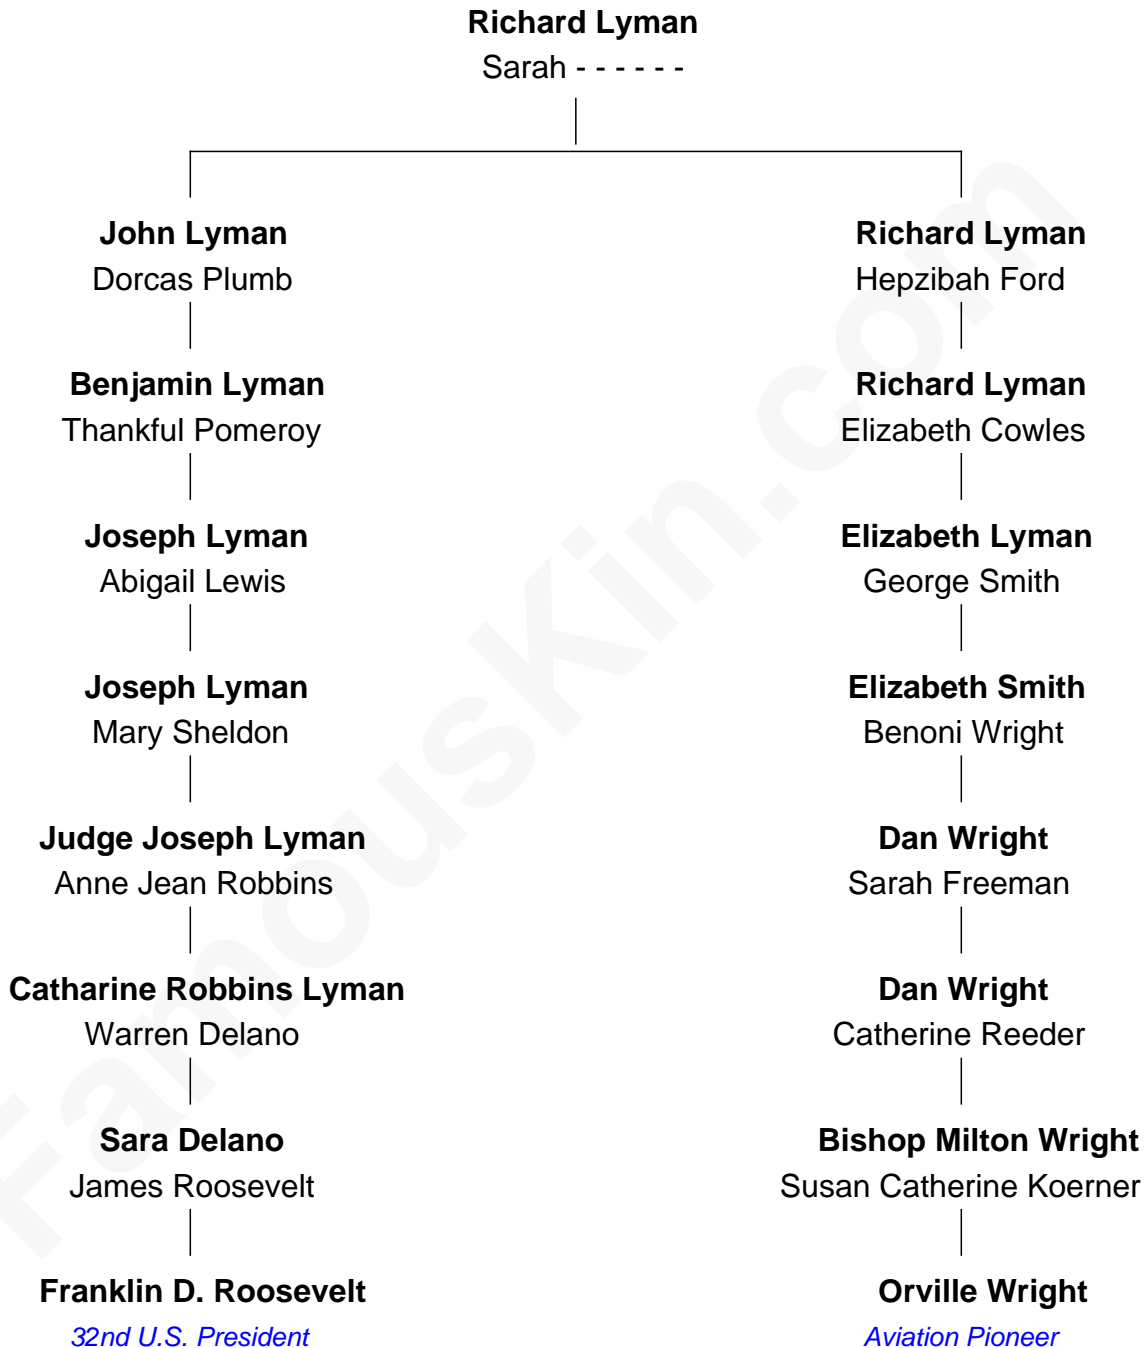 Richard Lyman
Sarah - - - - - -
John Lyman
Dorcas Plumb
Richard Lyman
Hepzibah Ford
Benjamin Lyman
Thankful Pomeroy
Richard Lyman
Elizabeth Cowles
Joseph Lyman
Abigail Lewis
Elizabeth Lyman
George Smith
Joseph Lyman
Mary Sheldon
Elizabeth Smith
Benoni Wright
Judge Joseph Lyman
Anne Jean Robbins
Dan Wright
Sarah Freeman
Catharine Robbins Lyman
Warren Delano
Dan Wright
Catherine Reeder
Sara Delano
James Roosevelt
Bishop Milton Wright
Susan Catherine Koerner
Franklin D. Roosevelt
32nd U.S. President
Orville Wright
Aviation Pioneer
FamousKin.com